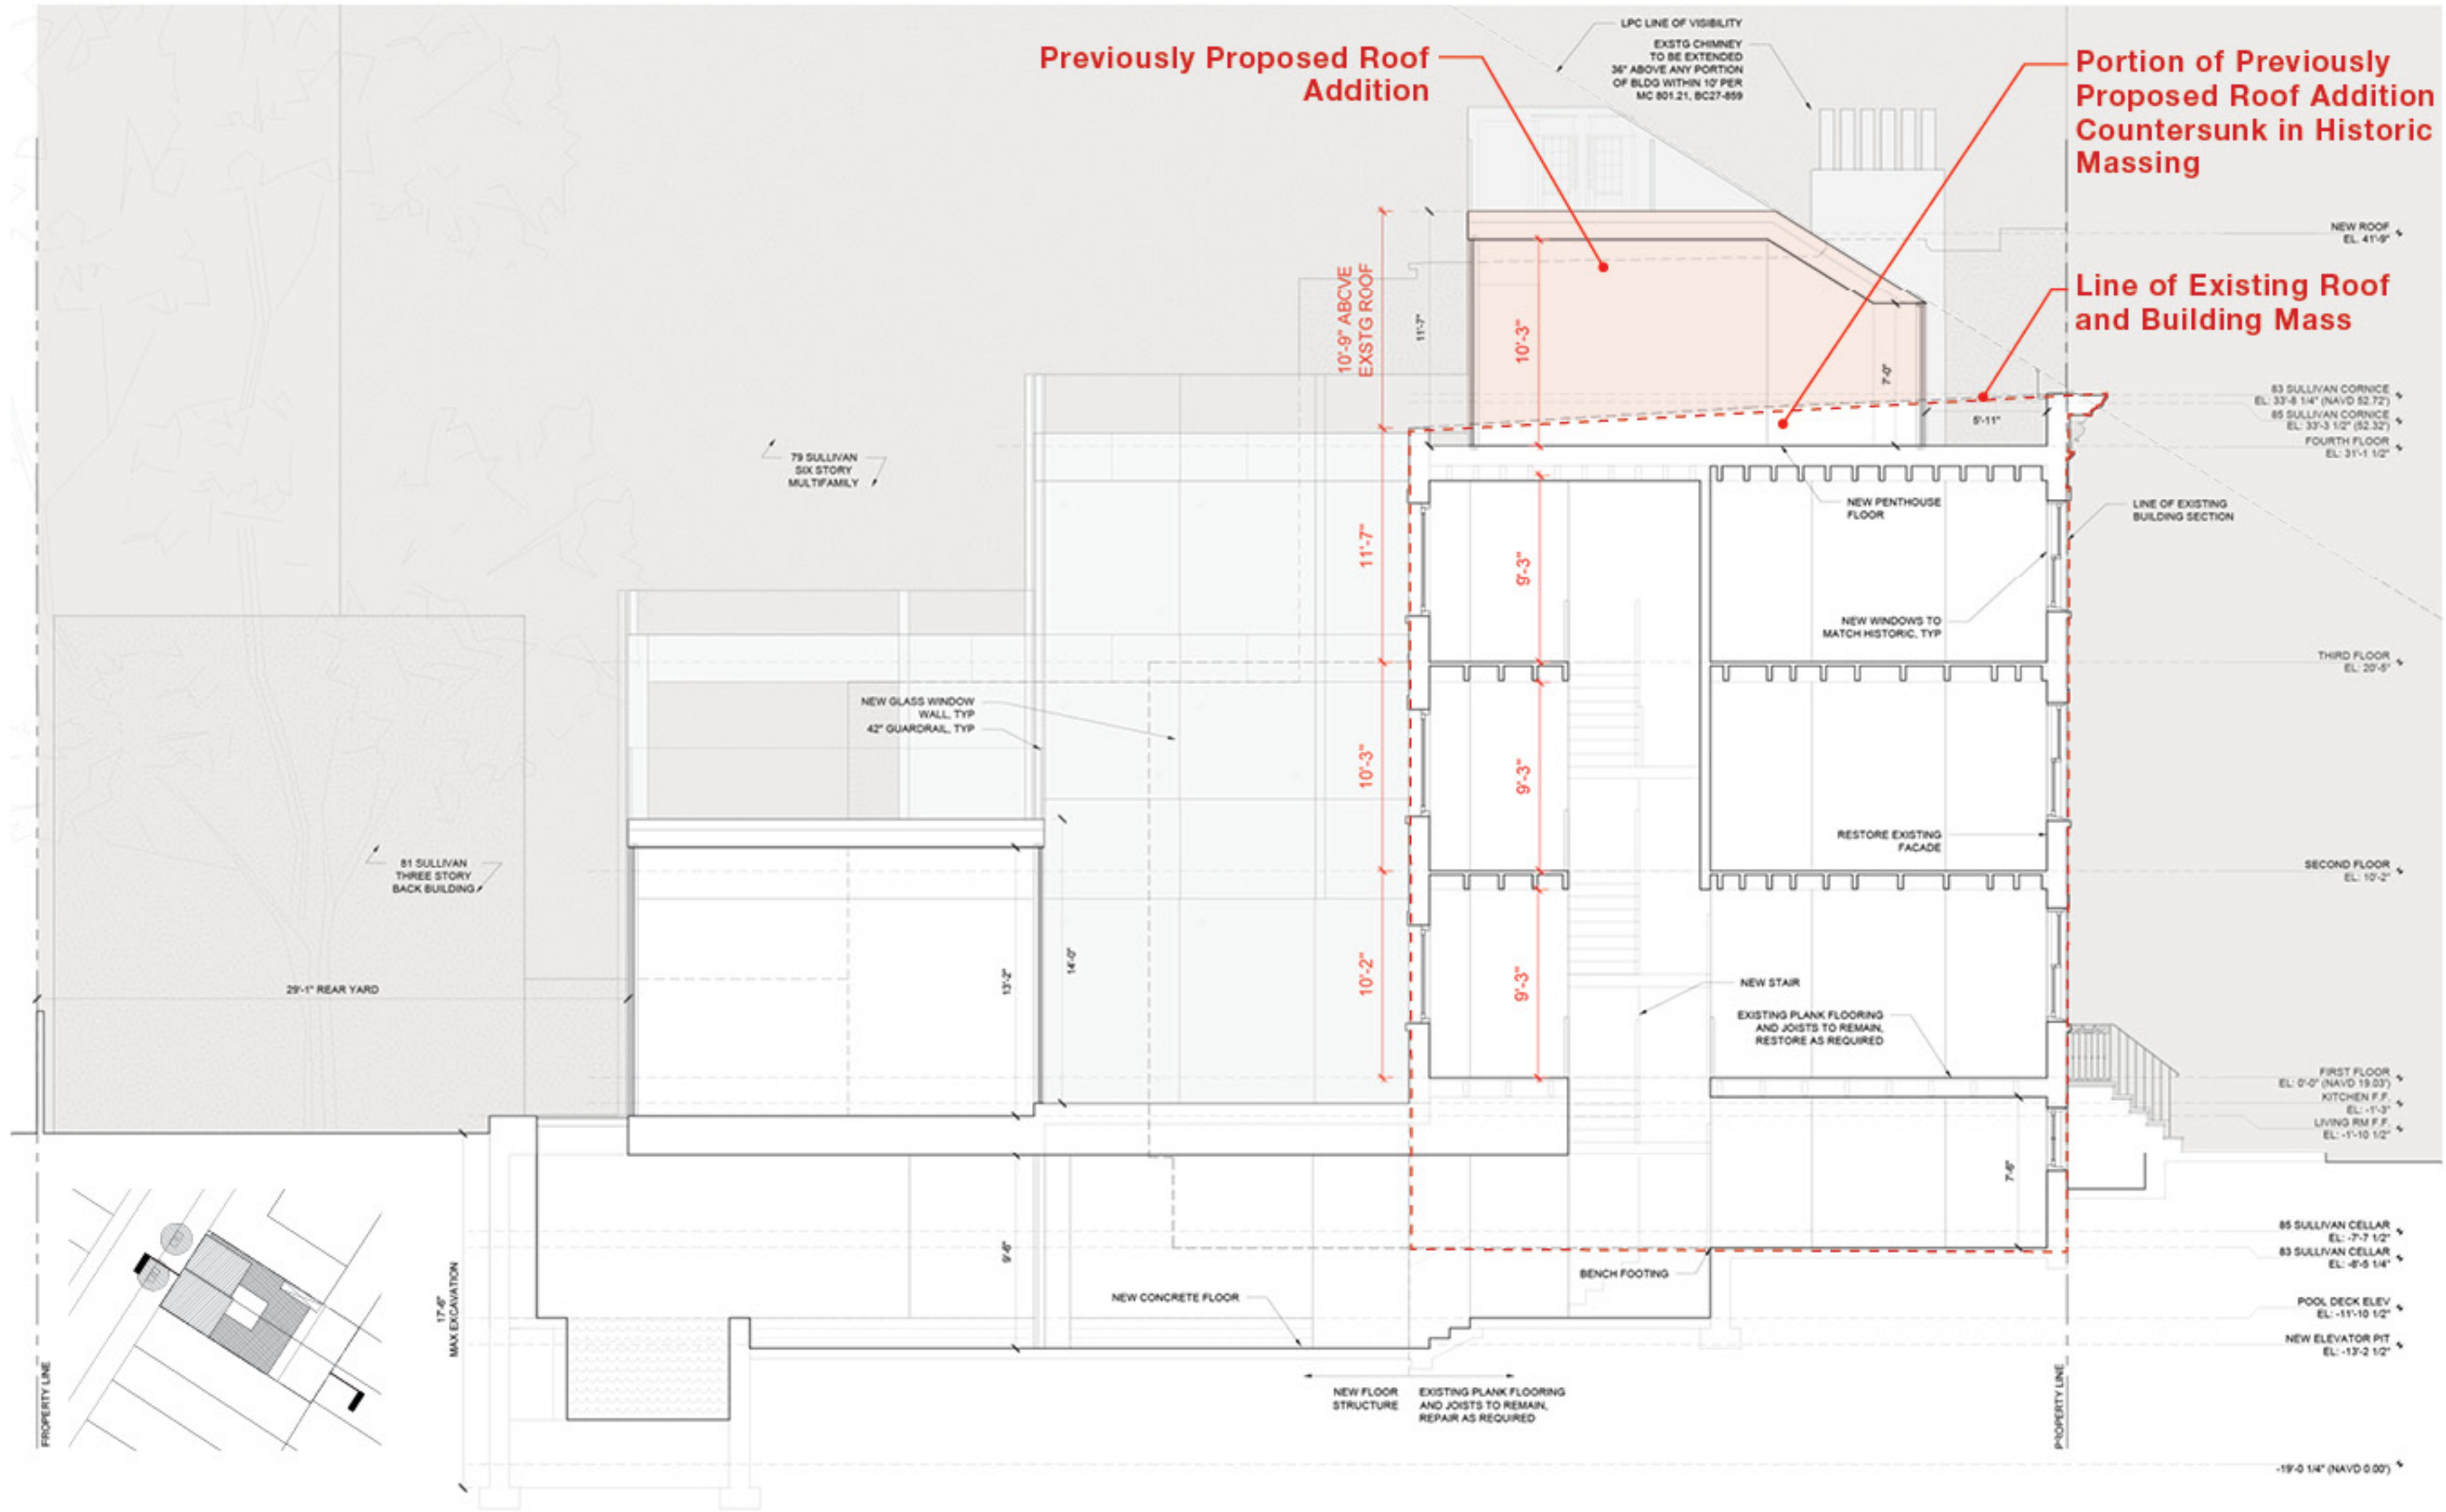 LPC LINE OF VISIBILITY
EXSTG CHIMNEY
TO BE EXTENDED
36" ABOVE ANY PORTION
OF BLDG WITHIN 10' PER
MC 801.21, BC27-859
Previously Proposed Roof
Addition
Portion of Previously
Proposed Roof Addition
Countersunk in Historic
Massing
NEW ROOF
EL. 41'-9"
Line of Existing Roof
and Building Mass
10'-9" ABCVE
EXSTG ROOF
11'-7"
10'-3"
7'-0"
5'-11"
83 SULLIVAN CORNICE
EL: 33'-8 1/4" (NAVD 52.72')
85 SULLIVAN CORNICE
EL: 33'-3 1/2" (52.32')
FOURTH FLOOR
EL: 31'-1 1/2"
79 SULLIVAN
SIX STORY
MULTIFAMILY
NEW PENTHOUSE
FLOOR
LINE OF EXISTING
BUILDING SECTION
11'-7"
9'-3"
NEW WINDOWS TO
MATCH HISTORIC, TYP
THIRD FLOOR
EL: 20'-5"
NEW GLASS WINDOW
WALL, TYP
42" GUARDRAIL, TYP
10'-3"
9'-3"
RESTORE EXISTING
FACADE
81 SULLIVAN
THREE STORY
BACK BUILDING
SECOND FLOOR
EL: 10'-2"
29'-1" REAR YARD
13'-2"
14'-0"
10'-2"
9'-3"
NEW STAIR
EXISTING PLANK FLOORING
AND JOISTS TO REMAIN,
RESTORE AS REQUIRED
FIRST FLOOR
EL: 0'-0" (NAVD 19.03')
KITCHEN F.F.
EL: -1'-3"
LIVING RM F.F.
EL: -1'-10 1/2"
7'-6"
9'-6"
85 SULLIVAN CELLAR
EL: -7'-7 1/2"
83 SULLIVAN CELLAR
EL: -8'-5 1/4"
BENCH FOOTING
NEW CONCRETE FLOOR
17'-6"
MAX EXCAVATION
POOL DECK ELEV
EL: -11'-10 1/2"
NEW ELEVATOR PIT
EL: -13'-2 1/2"
PROPERTY LINE
NEW FLOOR
STRUCTURE
EXISTING PLANK FLOORING
AND JOISTS TO REMAIN,
REPAIR AS REQUIRED
PROPERTY LINE
-19'-0 1/4" (NAVD 0.00')